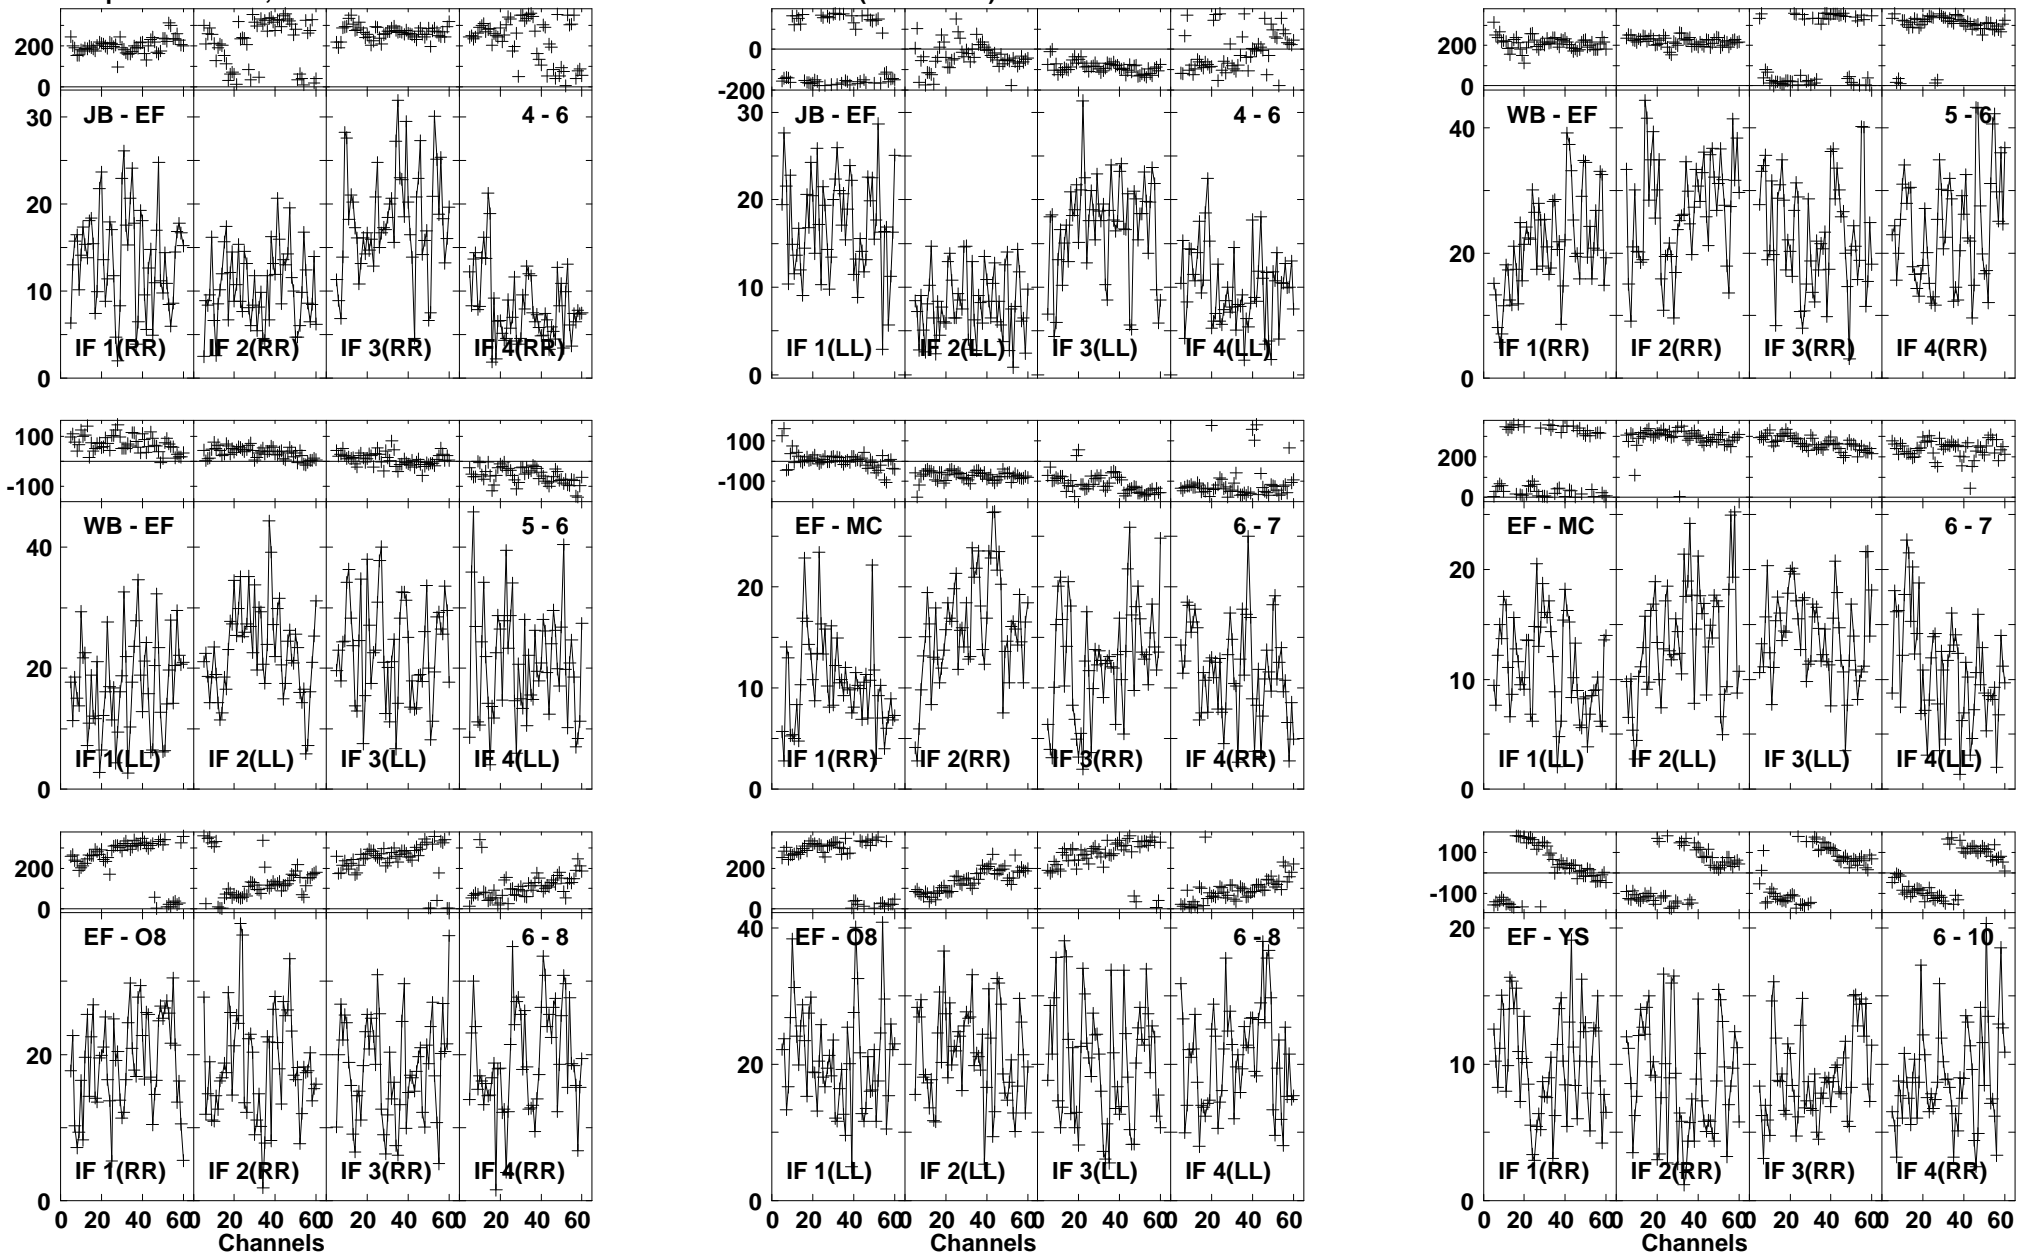 200
0
JB - EF
4 - 6
30
20
10
0
IF 1(RR)
IF 2(RR)
IF 3(RR)
IF 4(RR)
0
-200
JB - EF
4 - 6
30
20
10
0
IF 1(LL)
IF 2(LL)
IF 3(LL)
IF 4(LL)
200
0
WB - EF
5 - 6
40
20
0
IF 1(RR)
IF 2(RR)
IF 3(RR)
IF 4(RR)
100
-100
WB - EF
5 - 6
40
20
0
IF 1(LL)
IF 2(LL)
IF 3(LL)
IF 4(LL)
100
-100
EF - MC
6 - 7
20
10
0
IF 1(RR)
IF 2(RR)
IF 3(RR)
IF 4(RR)
200
0
EF - MC
6 - 7
20
10
0
IF 1(LL)
IF 2(LL)
IF 3(LL)
IF 4(LL)
200
0
EF - O8
6 - 8
20
0
IF 1(RR)
IF 2(RR)
IF 3(RR)
IF 4(RR)
0 20 40 60 0 20 40 60 0 20 40 60 0 20 40 60
Channels
200
0
EF - O8
6 - 8
40
20
0
IF 1(LL)
IF 2(LL)
IF 3(LL)
IF 4(LL)
0 20 40 60 0 20 40 60 0 20 40 60 0 20 40 60
Channels
100
-100
EF - YS
6 - 10
20
10
0
IF 1(RR)
IF 2(RR)
IF 3(RR)
IF 4(RR)
0 20 40 60 0 20 40 60 0 20 40 60 0 20 40 60
Channels